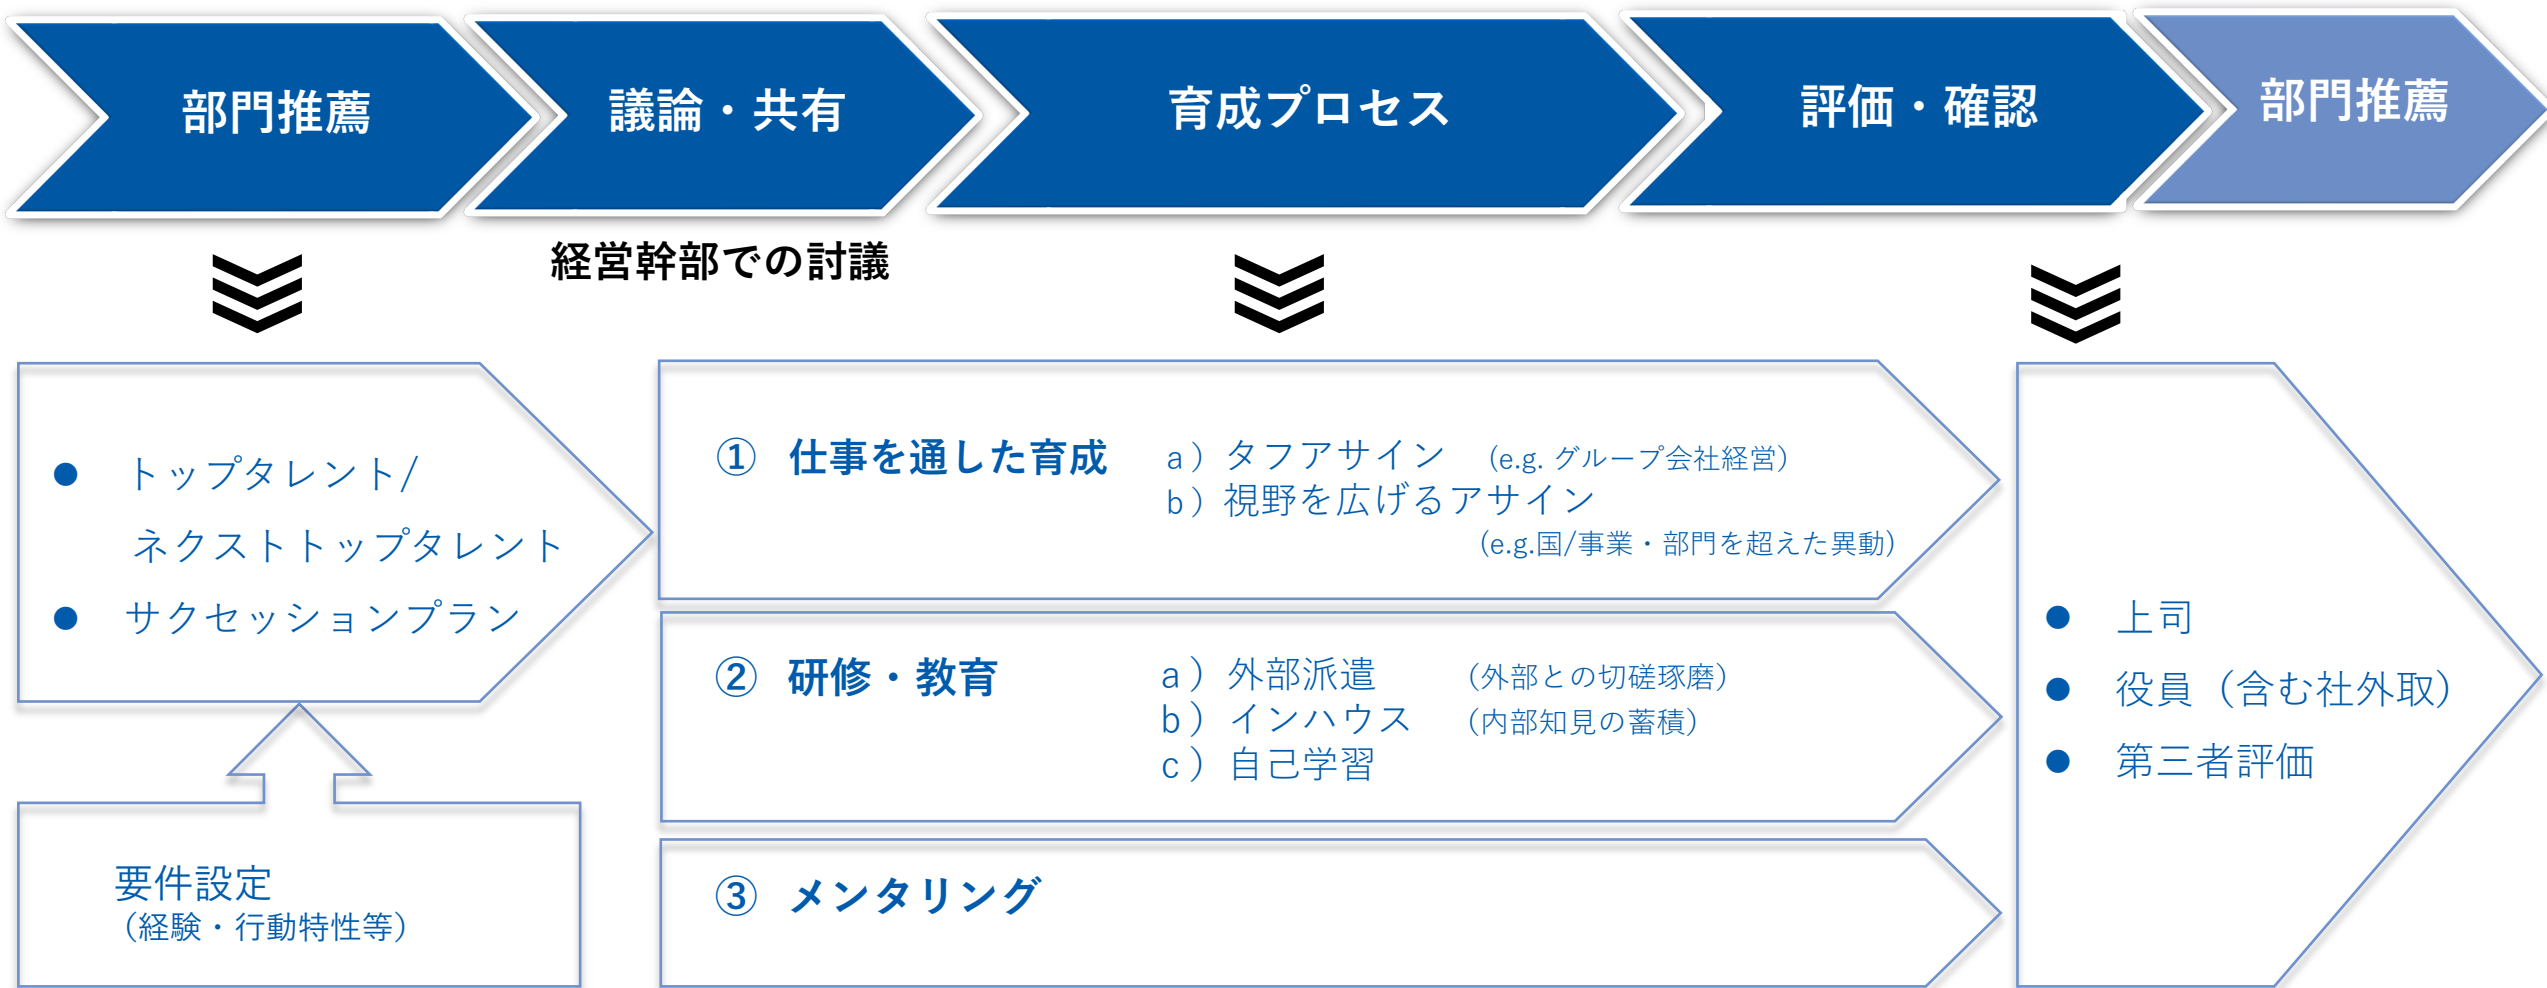 部門推薦
議論・共有
育成プロセス
評価・確認
部門推薦
経営幹部での討議
● トップタレント/
ネクストトップタレント
● サクセッションプラン
要件設定
（経験・行動特性等）
① 仕事を通した育成 a）タフアサイン (e.g. グループ会社経営）
b）視野を広げるアサイン
(e.g.国/事業・部門を超えた異動）
② 研修・教育 a）外部派遣 （外部との切磋琢磨）
b）インハウス （内部知見の蓄積）
c）自己学習
③ メンタリング
● 上司
● 役員（含む社外取）
● 第三者評価